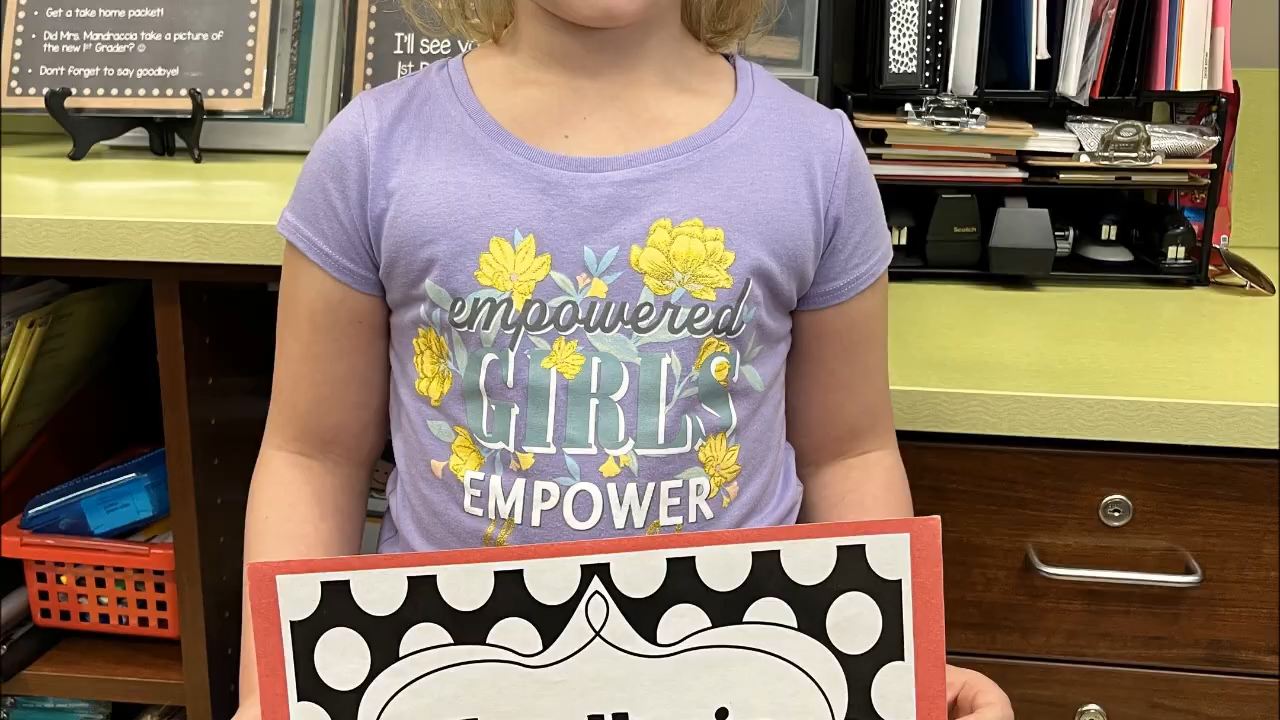 Get a take home packet!
Did Mrs. Mandraccia take a picture of
the new 1st Grader? ☺
Don't forget to say goodbye!
I'll see
1st
empowered
GIRLS
EMPOWER
Scotch